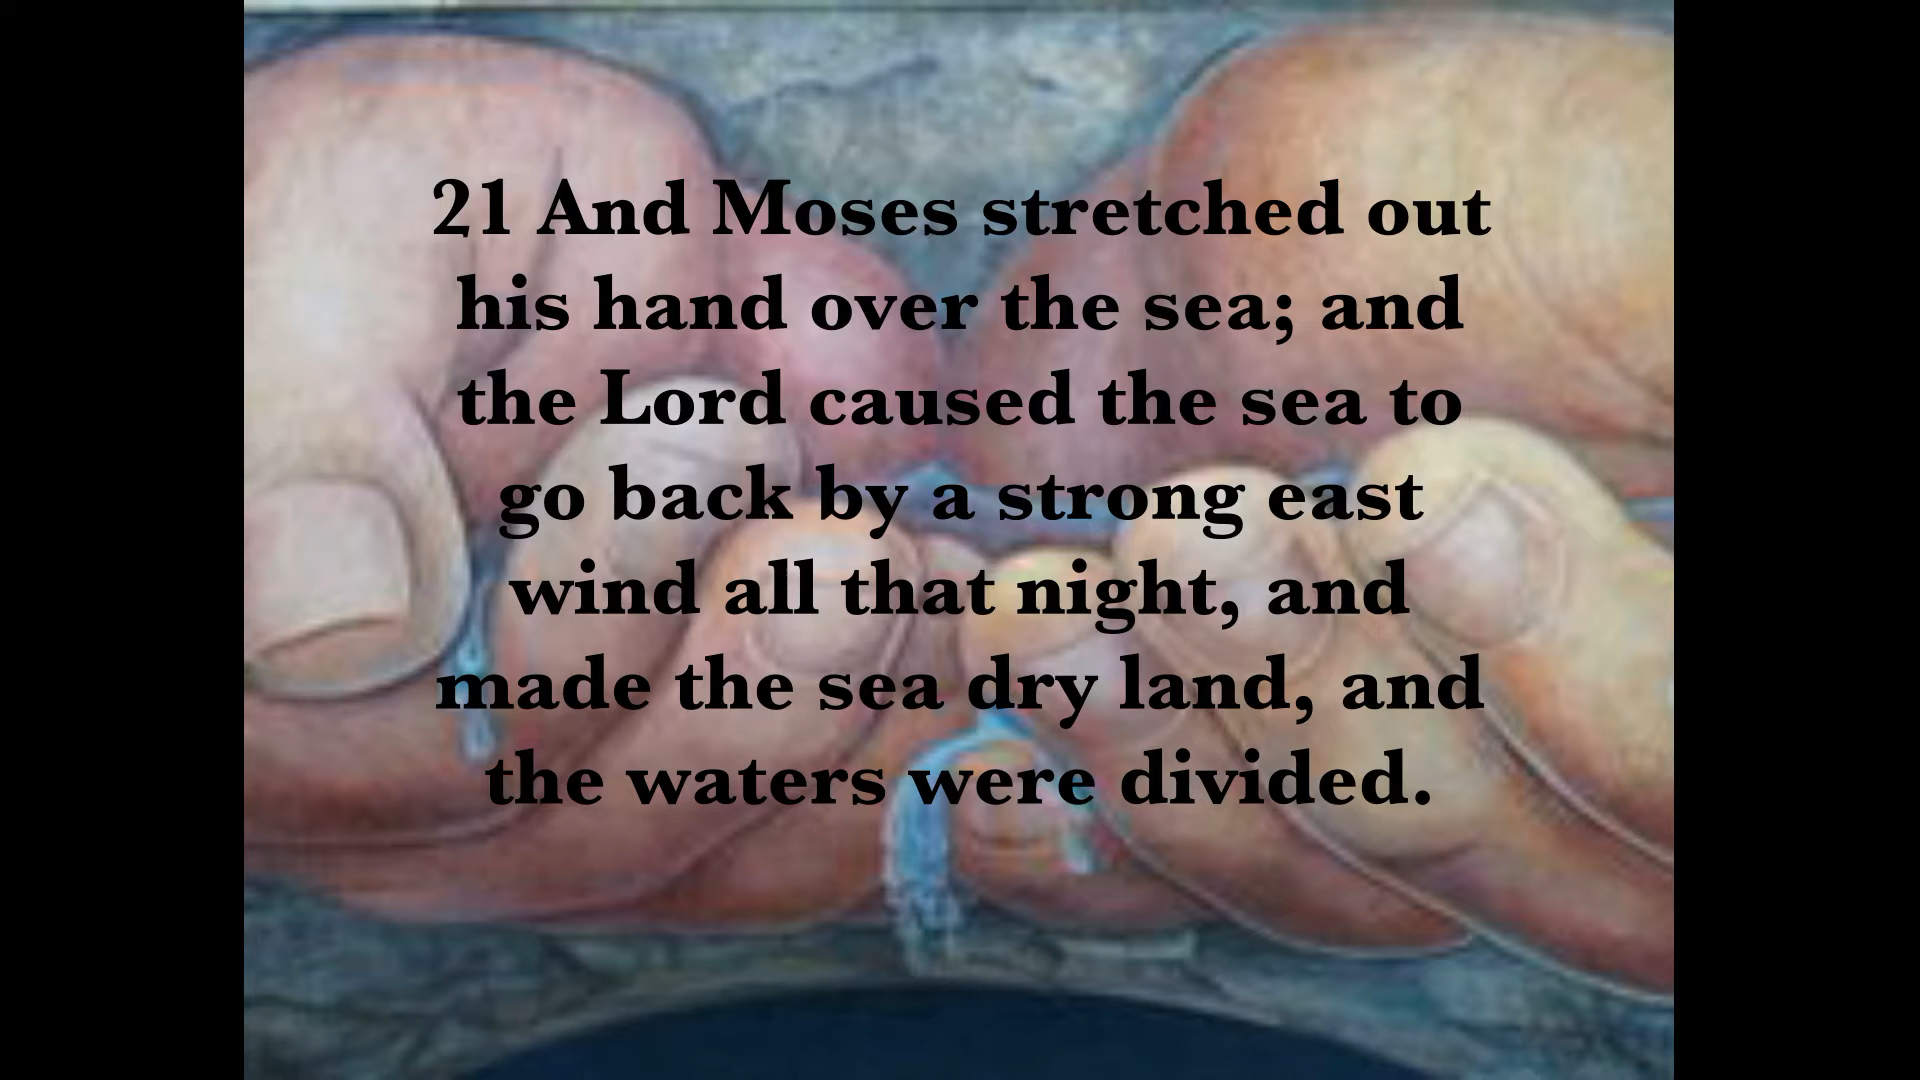 21 And Moses stretched out
his hand over the sea; and
the Lord caused the sea to
go back by a strong east
wind all that night, and
made the sea dry land, and
the waters were divided.